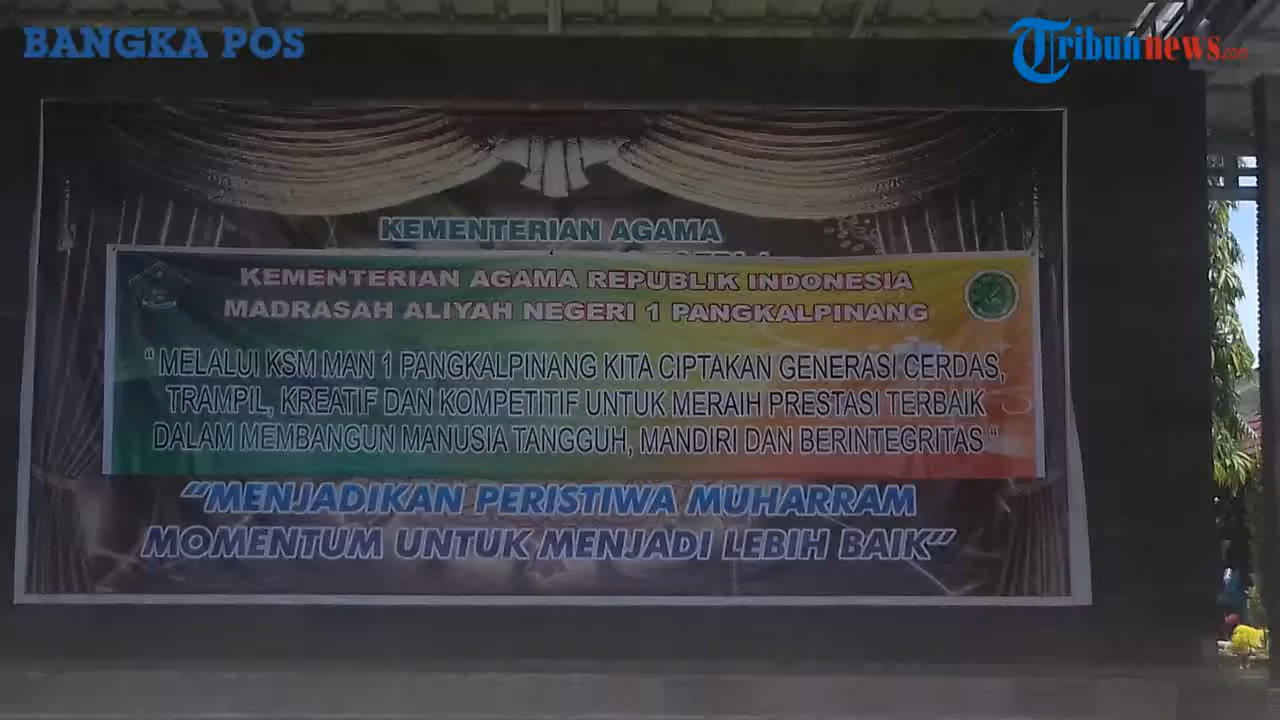 BANGKA POS
Tribunnews.com
KEMENTERIAN AGAMA
KEMENTERIAN AGAMA REPUBLIK INDONESIA
MADRASAH ALIYAH NEGERI 1 PANGKALPINANG
“ MELALUI KSM MAN 1 PANGKALPINANG KITA CIPTAKAN GENERASI CERDAS,
TRAMPIL, KREATIF DAN KOMPETITIF UNTUK MERAIH PRESTASI TERBAIK
DALAM MEMBANGUN MANUSIA TANGGUH, MANDIRI DAN BERINTEGRITAS “
“MENJADIKAN PERISTIWA MUHARRAM
MOMENTUM UNTUK MENJADI LEBIH BAIK”